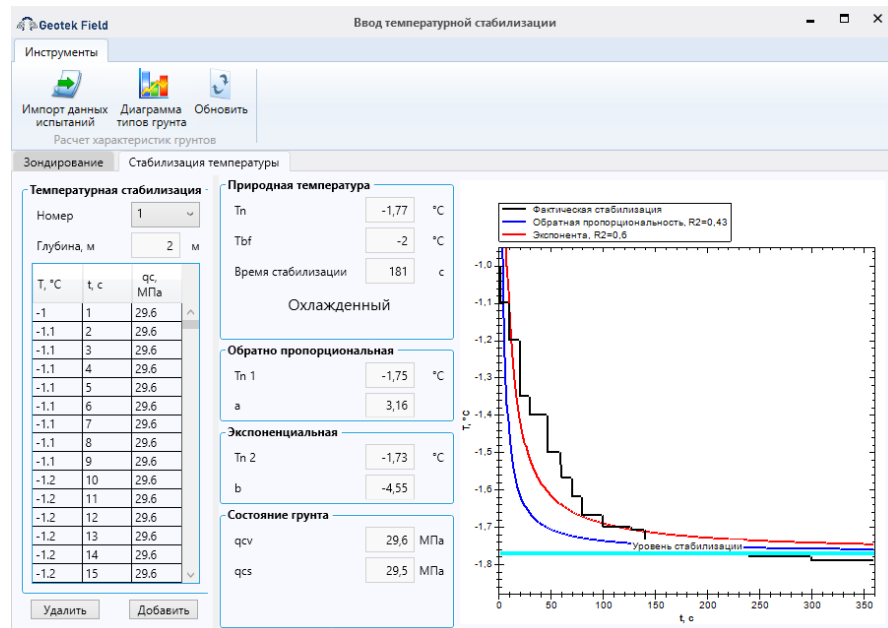 Geotek Field
Ввод температурной стабилизации
Инструменты
Импорт данных испытаний
Диаграмма типов грунта
Обновить
Расчет характеристик грунтов
Зондирование
Стабилизация температуры
Температурная стабилизация
Номер 1
Глубина, м 2 м
T, °C t, с qc, МПа
-1 1 29.6
-1.1 2 29.6
-1.1 3 29.6
-1.1 4 29.6
-1.1 5 29.6
-1.1 6 29.6
-1.1 7 29.6
-1.1 8 29.6
-1.1 9 29.6
-1.2 10 29.6
-1.2 11 29.6
-1.2 12 29.6
-1.2 13 29.6
-1.2 14 29.6
-1.2 15 29.6
Удалить
Добавить
Природная температура
Tn -1,77 °C
Tbf -2 °C
Время стабилизации 181 с
Охлажденный
Обратно пропорциональная
Tn 1 -1,75 °C
a 3,16
Экспоненциальная
Tn 2 -1,73 °C
b -4,55
Состояние грунта
qcv 29,6 МПа
qcs 29,5 МПа
Фактическая стабилизация
Обратная пропорциональность, R2=0,43
Экспонента, R2=0,6
T, °C
-1,0
-1,1
-1,2
-1,3
-1,4
-1,5
-1,6
-1,7
-1,8
Уровень стабилизации
0 50 100 150 200 250 300 350
t, с